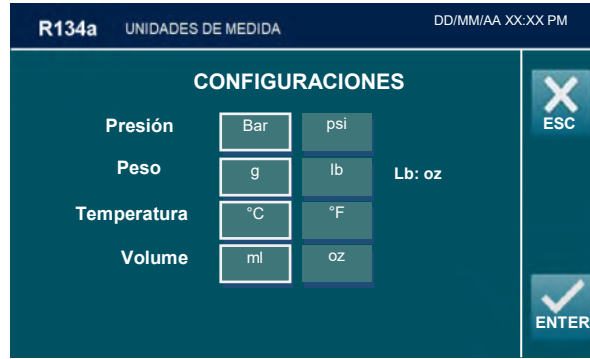 R134a UNIDADES DE MEDIDA DD/MM/AA XX:XX PM
CONFIGURACIONES
ESC
Presión Bar psi
Peso g lb Lb: oz
Temperatura °C °F
Volume ml oz
ENTER